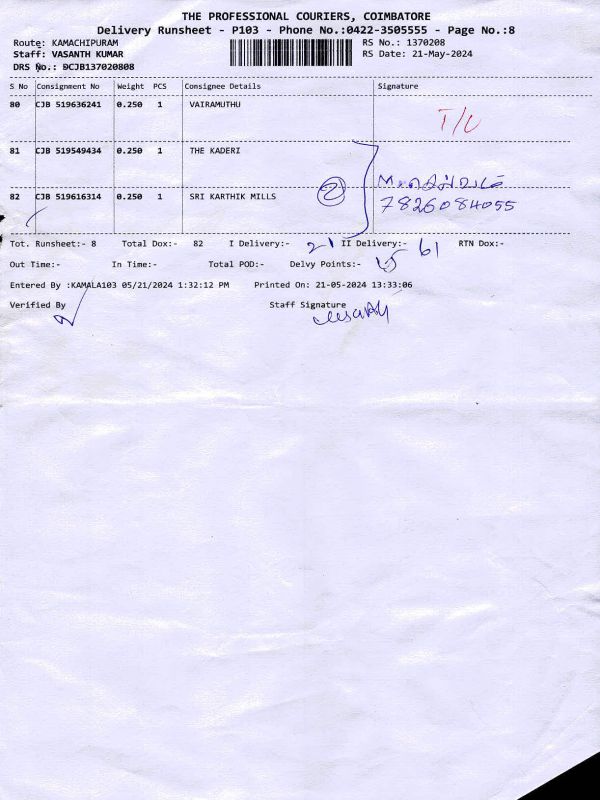 THE PROFESSIONAL COURIERS, COIMBATORE
Delivery Runsheet - P103 - Phone No.:0422-3505555 - Page No.:8
Route: KAMACHIPURAM RS No.: 1370208
Staff: VASANTH KUMAR RS Date: 21-May-2024
DRS No.: DCJB137020808
S No Consignment No Weight PCS Consignee Details Signature
80 CJB 519636241 0.250 1 VAIRAMUTHU
T/C
81 CJB 519549434 0.250 1 THE KADERI
82 CJB 519616314 0.250 1 SRI KARTHIK MILLS 2
7826084055
Tot. Runsheet:- 8 Total Dox:- 82 I Delivery:- 21 II Delivery:- 61 RTN Dox:-
Out Time:- In Time:- Total POD:- Delvy Points:- 15
Entered By :KAMALA103 05/21/2024 1:32:12 PM Printed On: 21-05-2024 13:33:06
Verified By Staff Signature